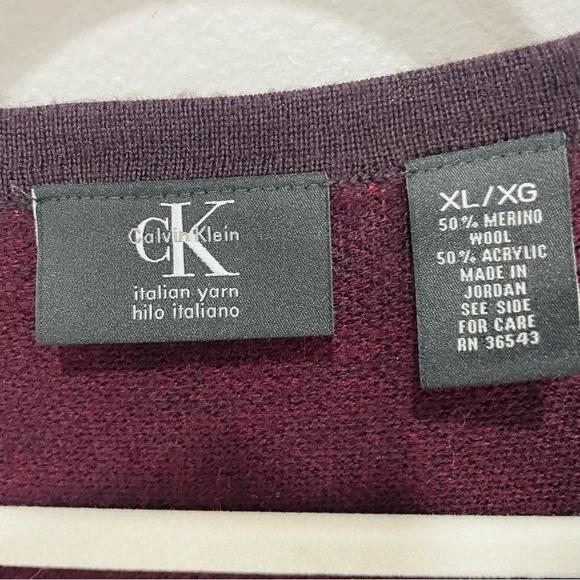 CK
Calvin Klein
italian yarn
hilo italiano
XL/XG
50% MERINO
WOOL
50% ACRYLIC
MADE IN
JORDAN
SEE SIDE
FOR CARE
RN 36543